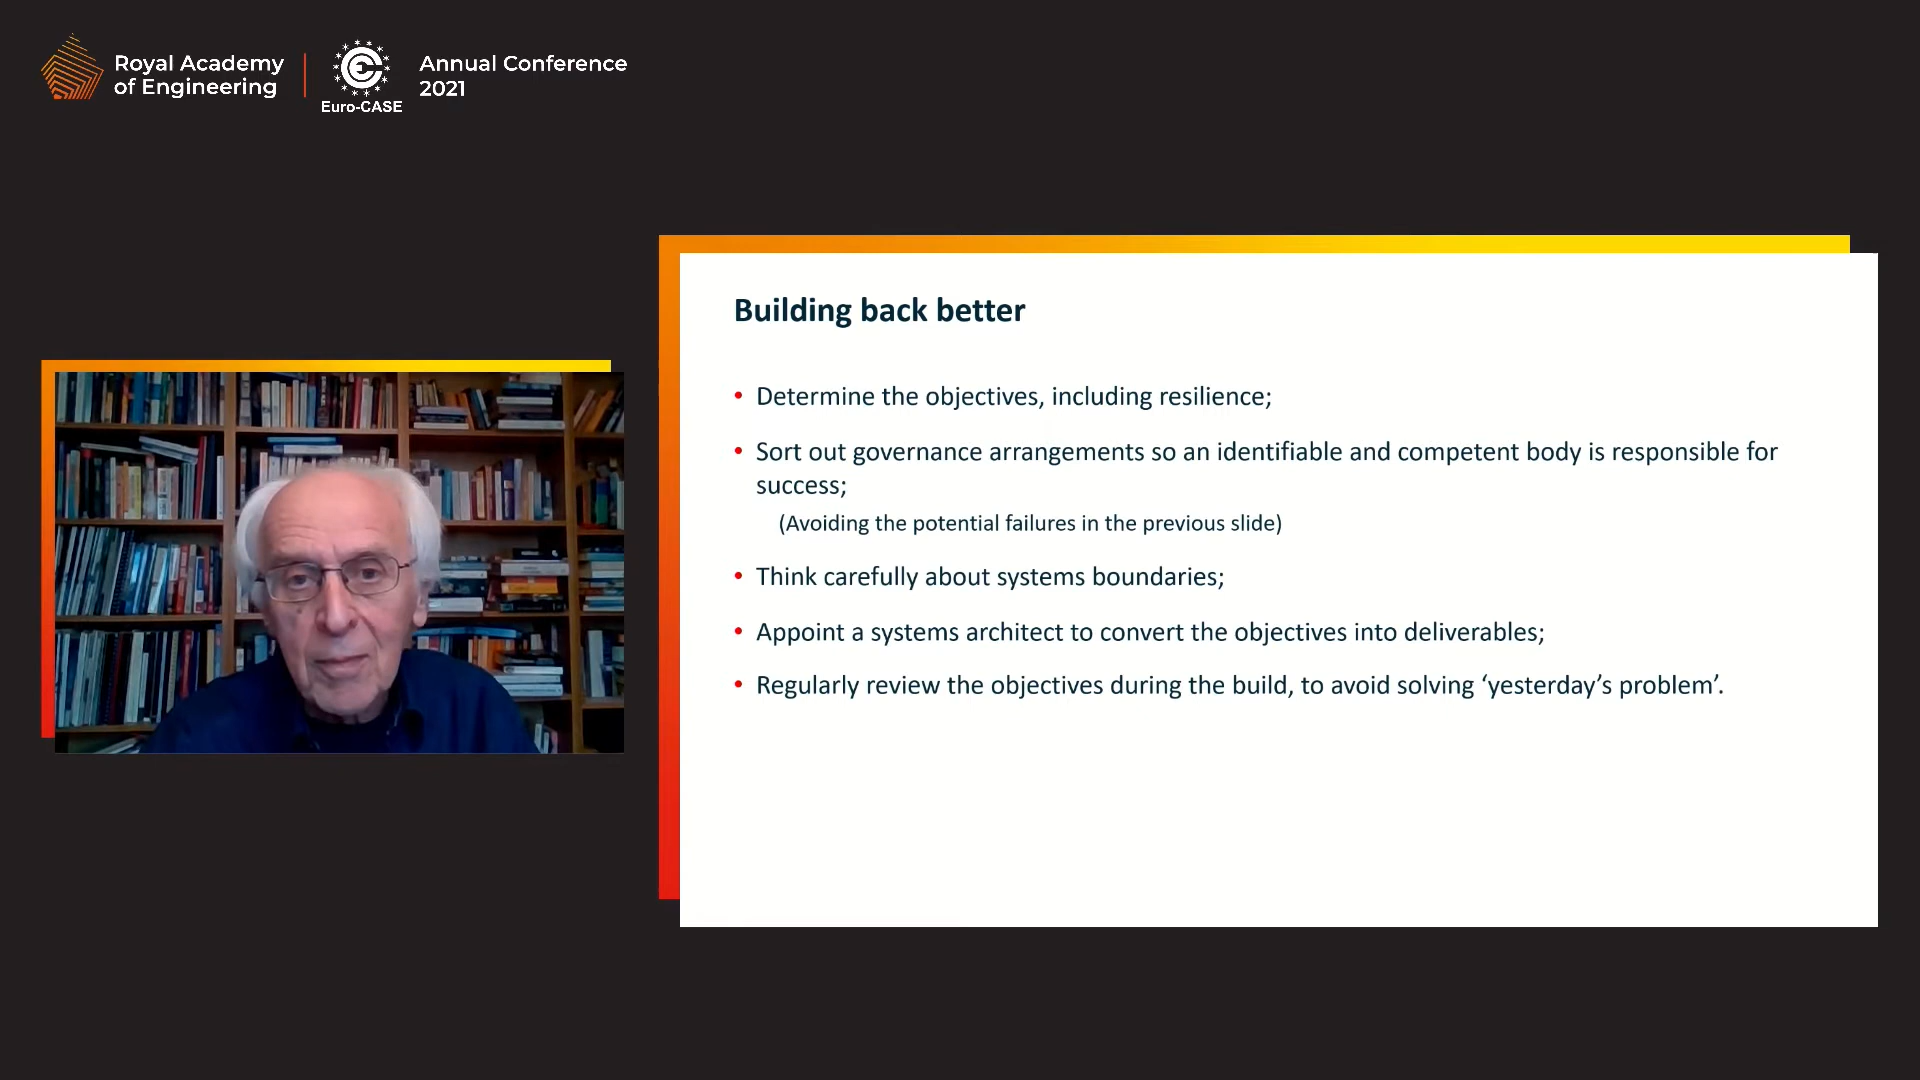 Royal Academy
of Engineering
Euro-CASE
Annual Conference
2021
Building back better
• Determine the objectives, including resilience;
• Sort out governance arrangements so an identifiable and competent body is responsible for
success;
(Avoiding the potential failures in the previous slide)
• Think carefully about systems boundaries;
• Appoint a systems architect to convert the objectives into deliverables;
• Regularly review the objectives during the build, to avoid solving ‘yesterday’s problem’.